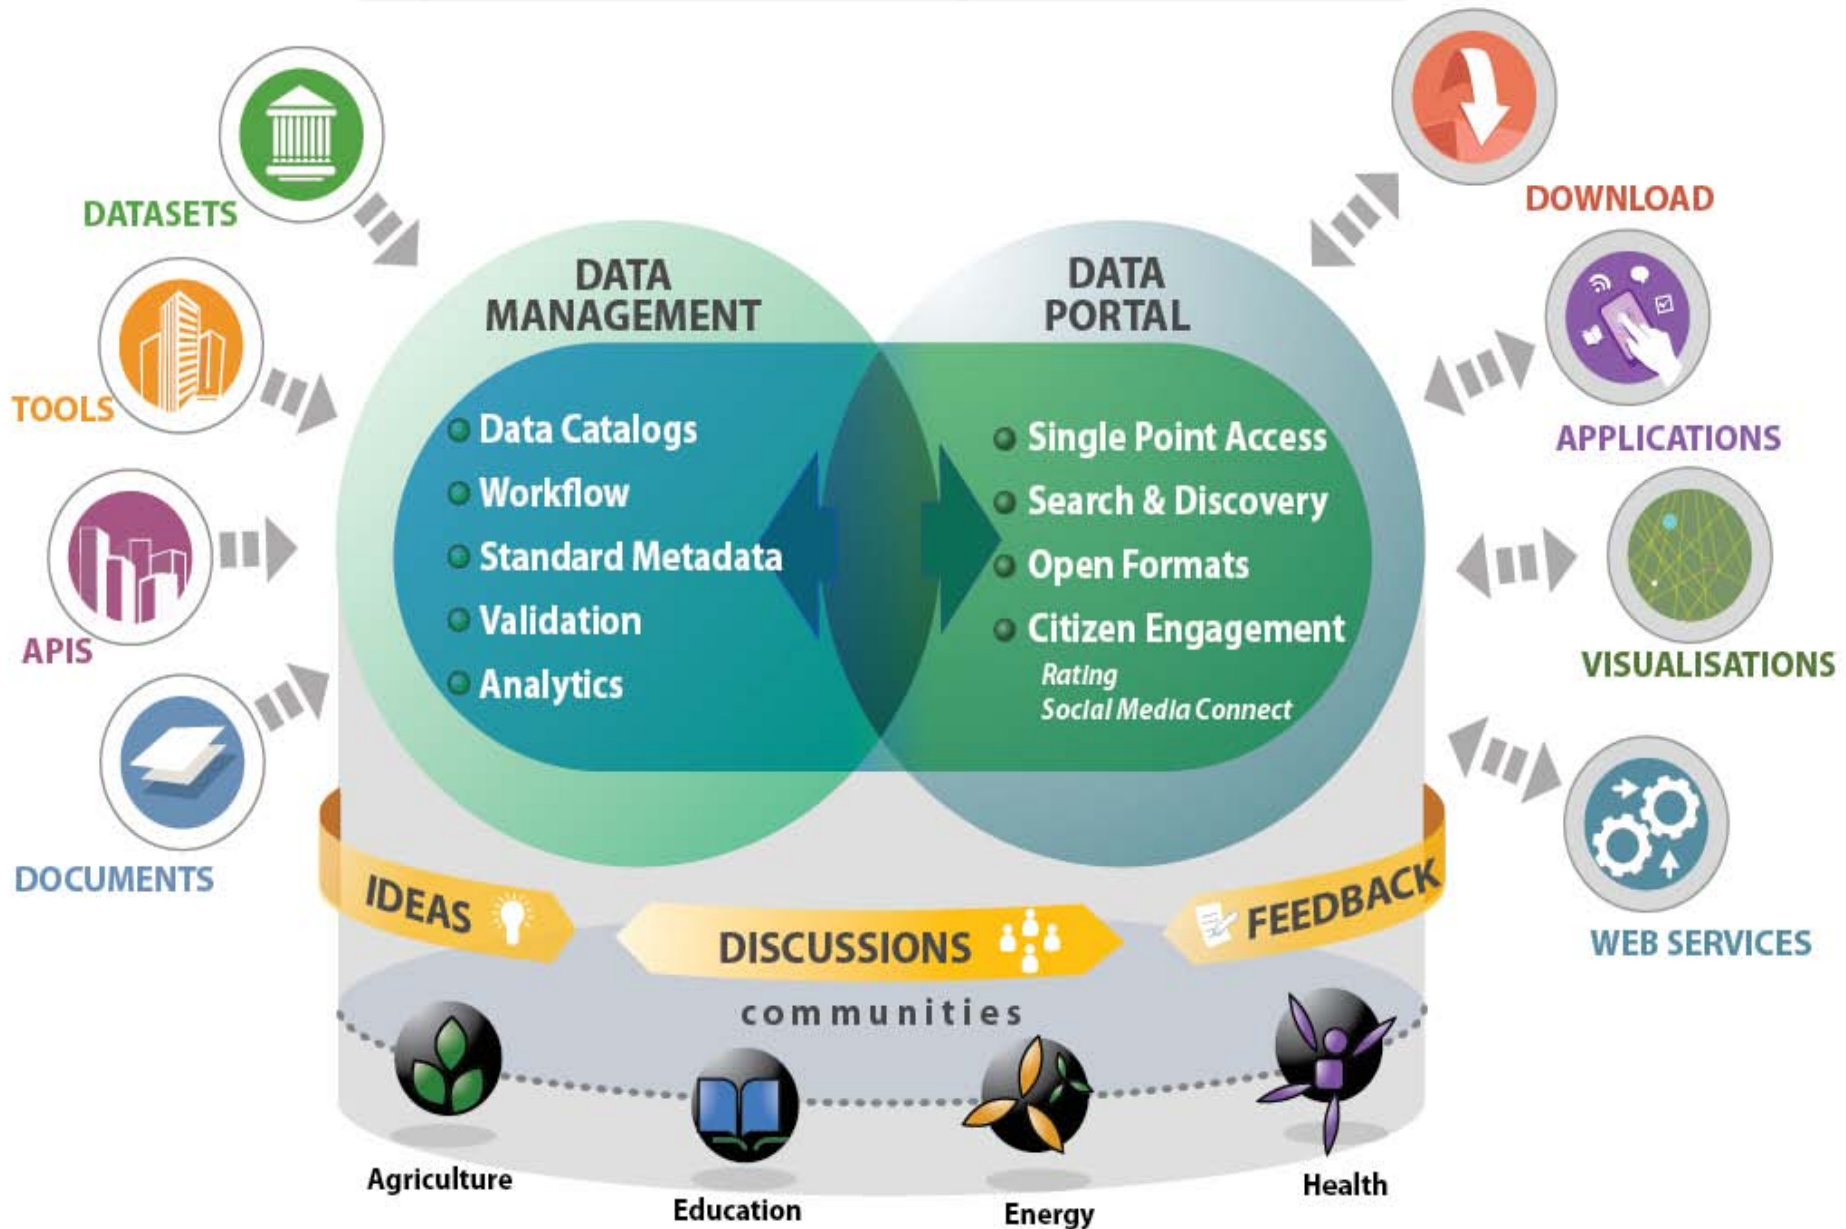 DATASETS
TOOLS
APIS
DOCUMENTS
DATA
MANAGEMENT
Data Catalogs
Workflow
Standard Metadata
Validation
Analytics
DATA
PORTAL
Single Point Access
Search & Discovery
Open Formats
Citizen Engagement
Rating
Social Media Connect
DOWNLOAD
APPLICATIONS
VISUALISATIONS
WEB SERVICES
IDEAS
DISCUSSIONS
FEEDBACK
communities
Agriculture
Education
Energy
Health